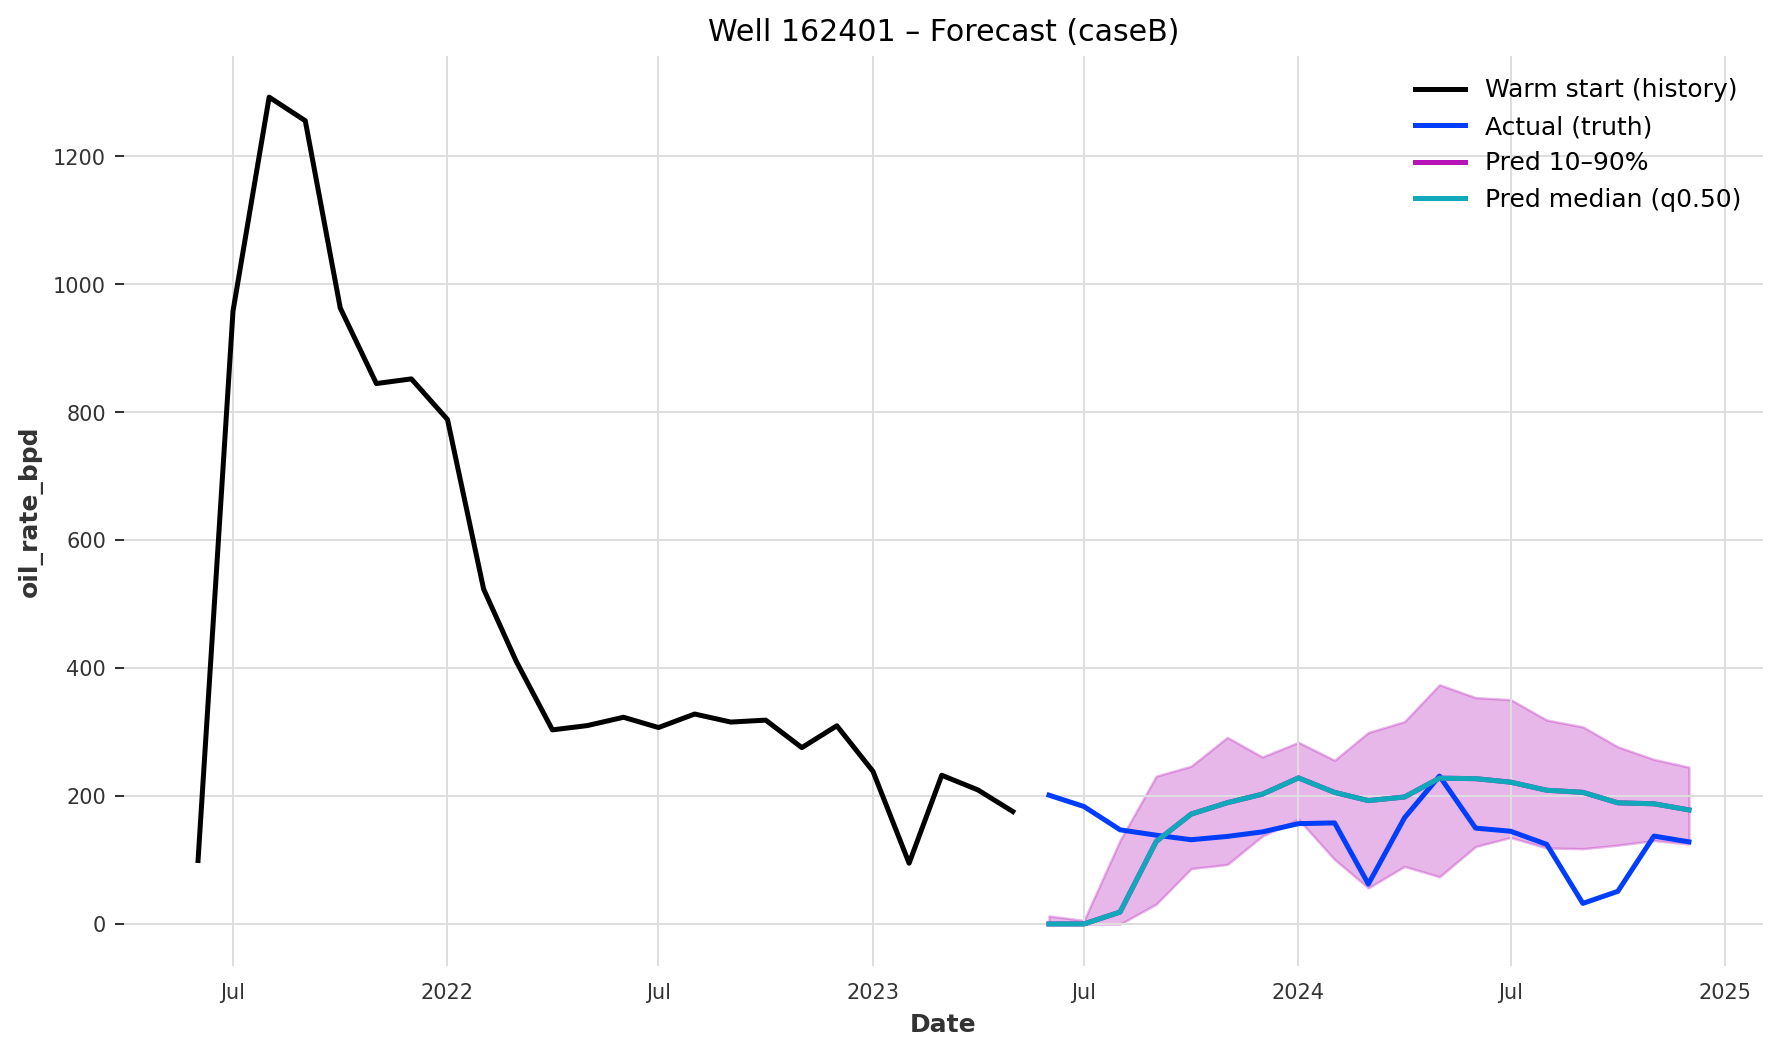 Well 162401 – Forecast (caseB)
Warm start (history)
Actual (truth)
Pred 10–90%
Pred median (q0.50)
oil_rate_bpd
1200
1000
800
600
400
200
0
Jul
2022
Jul
2023
Jul
2024
Jul
2025
Date